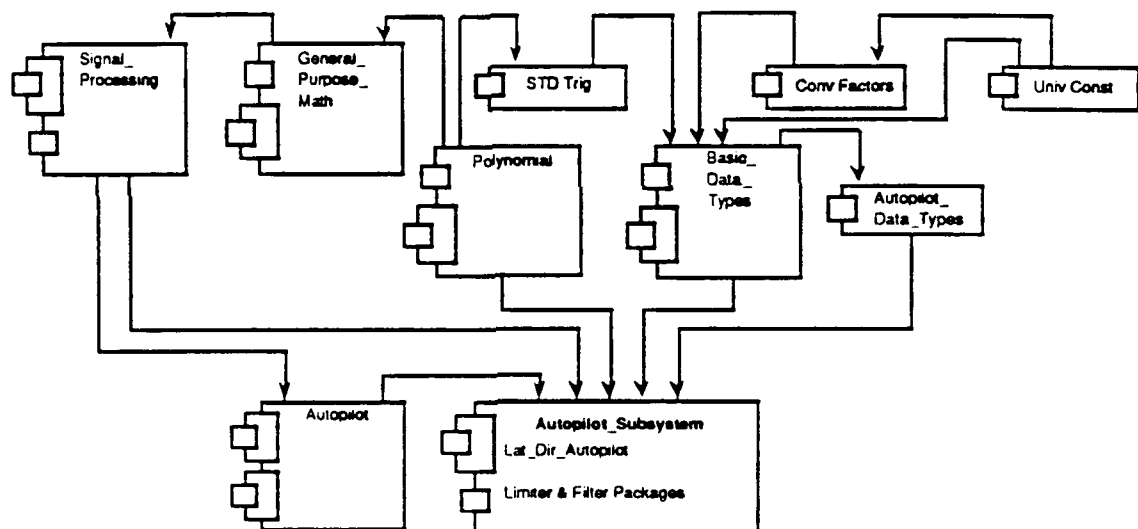 Signal_
Processing
General_
Purpose_
Math
STD Trig
Conv Factors
Univ Const
Polynomial
Basic_
Data_
Types
Autopilot_
Data_Types
Autopilot
Autopilot_Subsystem
Lat_Dir_Autopilot
Limiter & Filter Packages